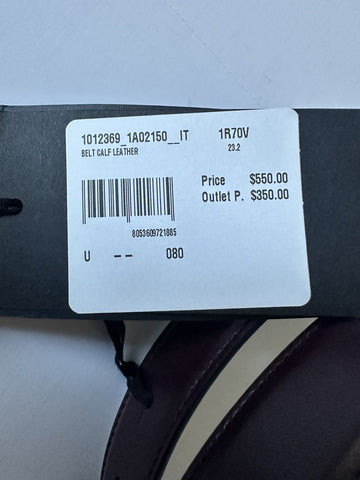 1012369_1A02150__IT 1R70V
BELT CALF LEATHER 23.2
Price $550.00
Outlet P. $350.00
8053609721885
U -- 080